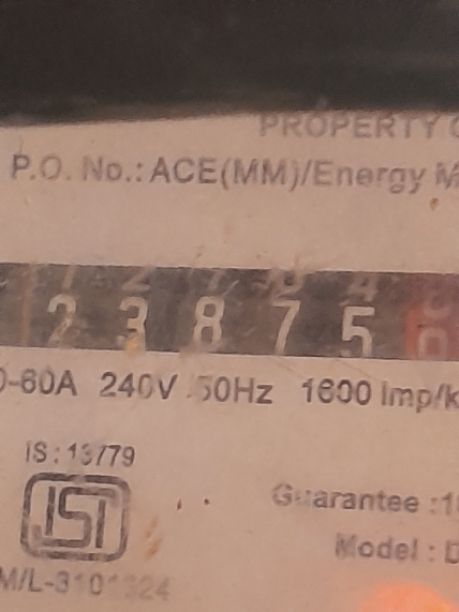 PROPERTY
P.O. No.: ACE(MM)/Energy
2 3 8 7 5
-60A 240V 50Hz 1600 imp/k
IS : 13779
ISI
Guarantee :
Model :
M/L-3101324